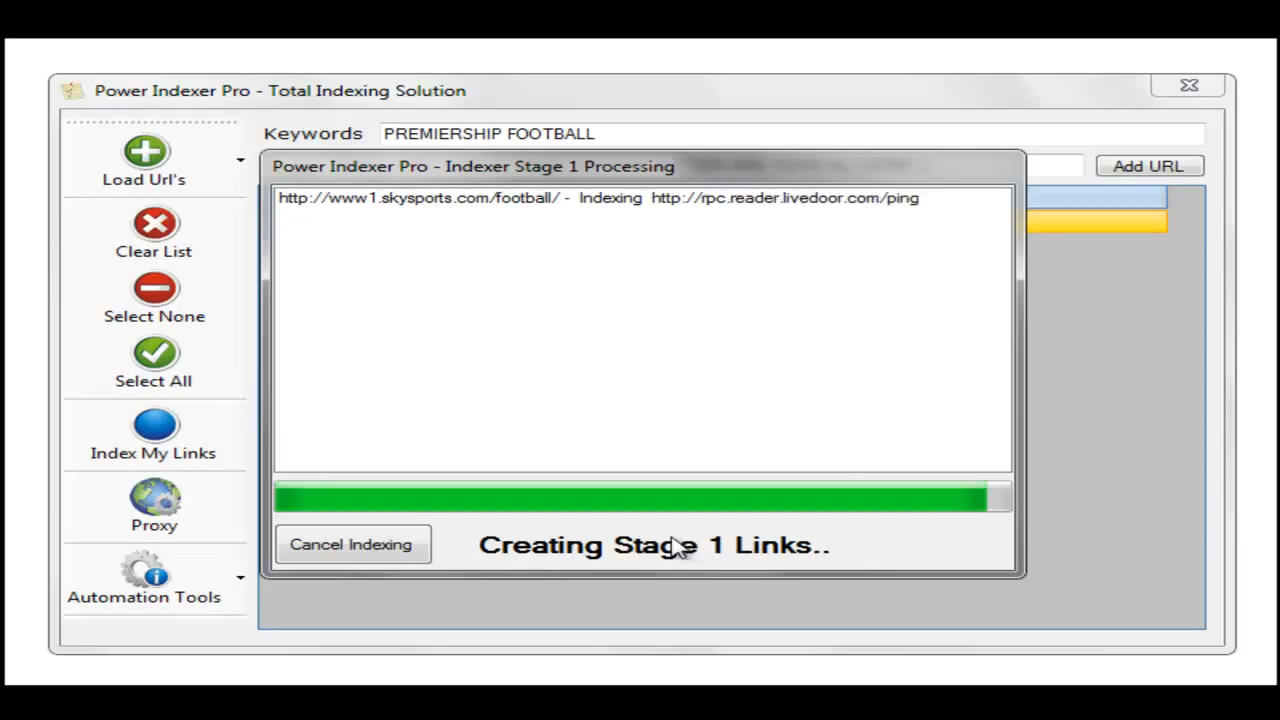 Power Indexer Pro - Total Indexing Solution
Load Url's
Clear List
Select None
Select All
Index My Links
Proxy
Automation Tools
Keywords PREMIERSHIP FOOTBALL
Add URL
Power Indexer Pro - Indexer Stage 1 Processing
http://www1.skysports.com/football/ - Indexing http://rpc.reader.livedoor.com/ping
Cancel Indexing
Creating Stage 1 Links..